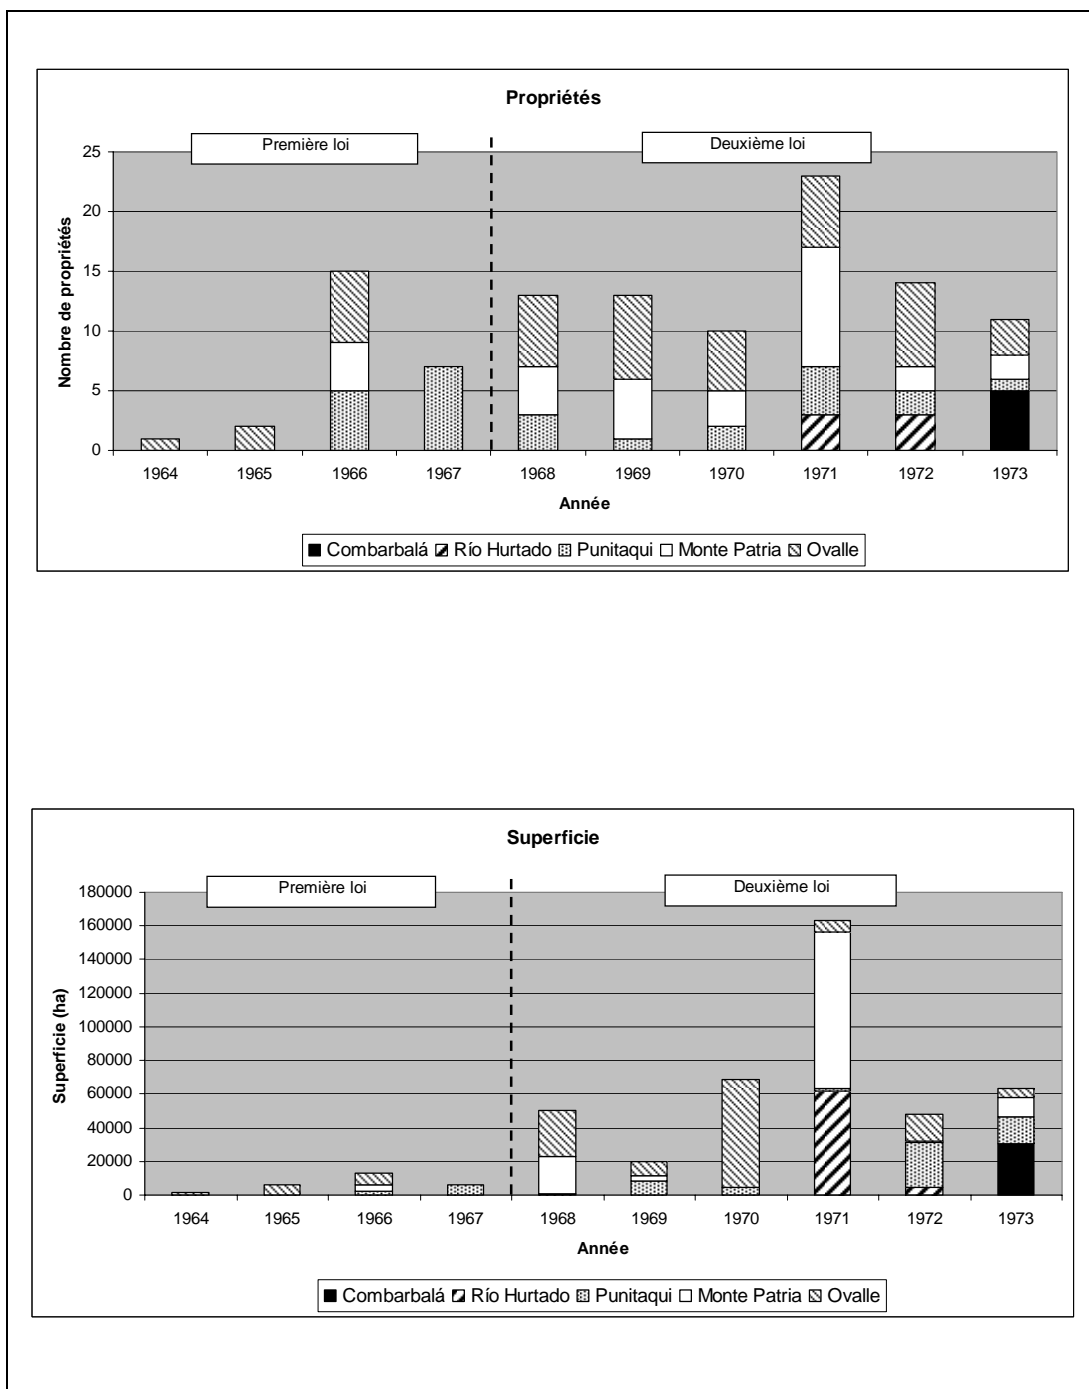 Propriétés
Première loi
Deuxième loi
25
20
15
10
5
0
Nombre de propriétés
1964 1965 1966 1967 1968 1969 1970 1971 1972 1973
Année
Combarbalá Río Hurtado Punitaqui Monte Patria Ovalle
Superficie
Première loi
Deuxième loi
180000
160000
140000
120000
100000
80000
60000
40000
20000
0
Superficie (ha)
1964 1965 1966 1967 1968 1969 1970 1971 1972 1973
Année
Combarbalá Río Hurtado Punitaqui Monte Patria Ovalle